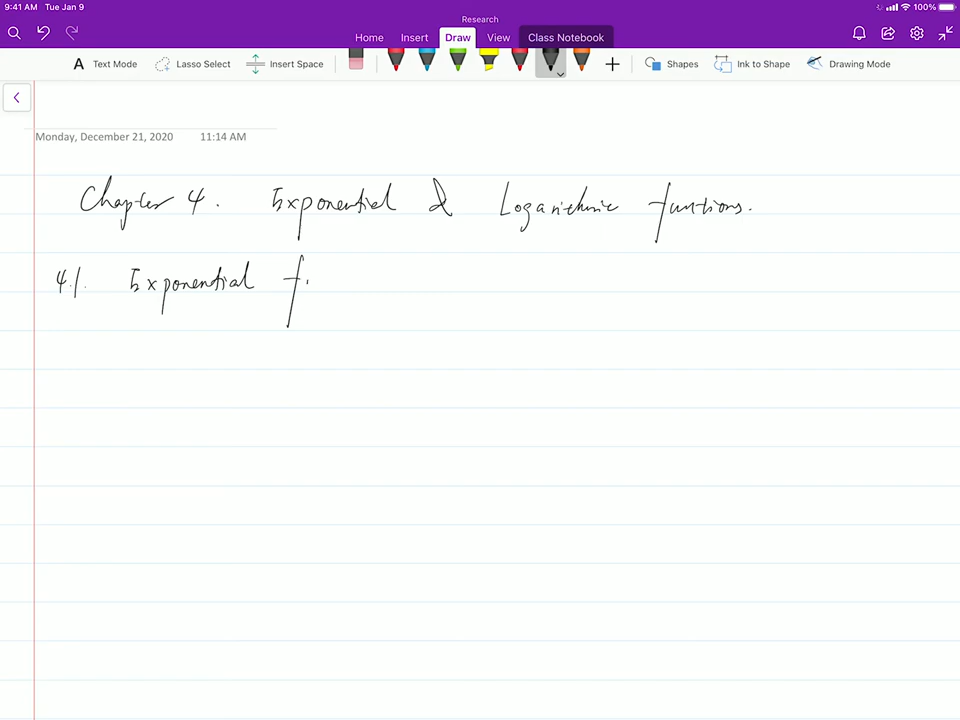 9:41 AM Tue Jan 9
100%
Research
Home Insert Draw View Class Notebook
Text Mode Lasso Select Insert Space Shapes Ink to Shape Drawing Mode
Monday, December 21, 2020 11:14 AM
Chapter 4. Exponential & Logarithmic functions.
4.1. Exponential f